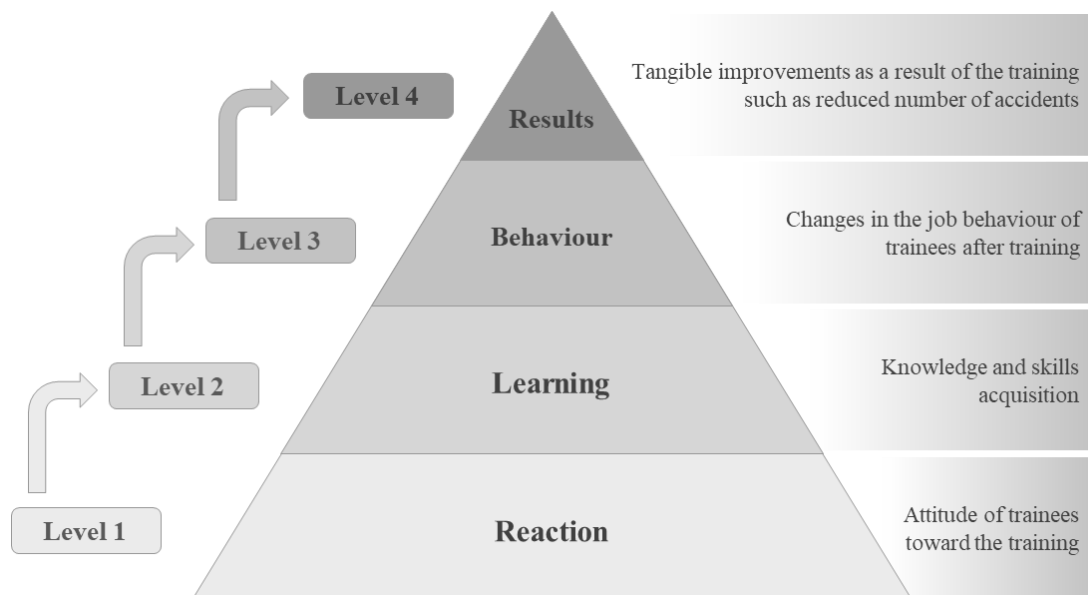 Level 4
Results
Tangible improvements as a result of the training
such as reduced number of accidents
Level 3
Behaviour
Changes in the job behaviour of
trainees after training
Level 2
Learning
Knowledge and skills
acquisition
Level 1
Reaction
Attitude of trainees
toward the training